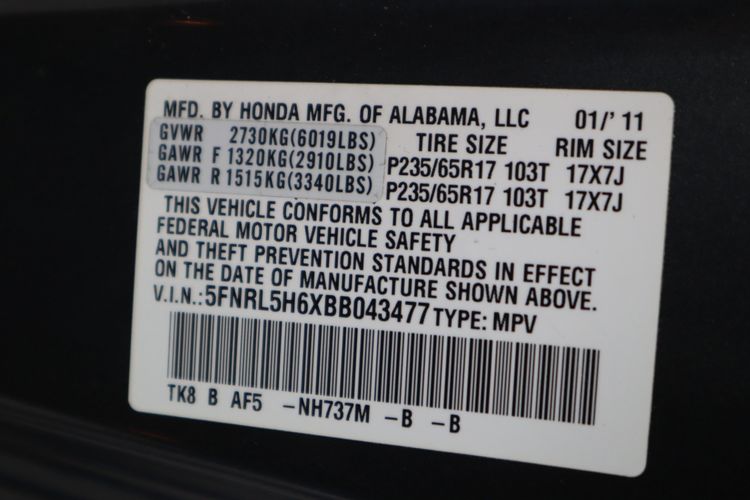 MFD. BY HONDA MFG. OF ALABAMA, LLC 01/'11
GVWR 2730KG(6019LBS) TIRE SIZE RIM SIZE
GAWR F 1320KG(2910LBS) P235/65R17 103T 17X7J
GAWR R 1515KG(3340LBS) P235/65R17 103T 17X7J
THIS VEHICLE CONFORMS TO ALL APPLICABLE
FEDERAL MOTOR VEHICLE SAFETY
AND THEFT PREVENTION STANDARDS IN EFFECT
ON THE DATE OF MANUFACTURE SHOWN ABOVE.
V.I.N.:5FNRL5H6XBB043477 TYPE: MPV
TK8 B AF5 -NH737M -B -B